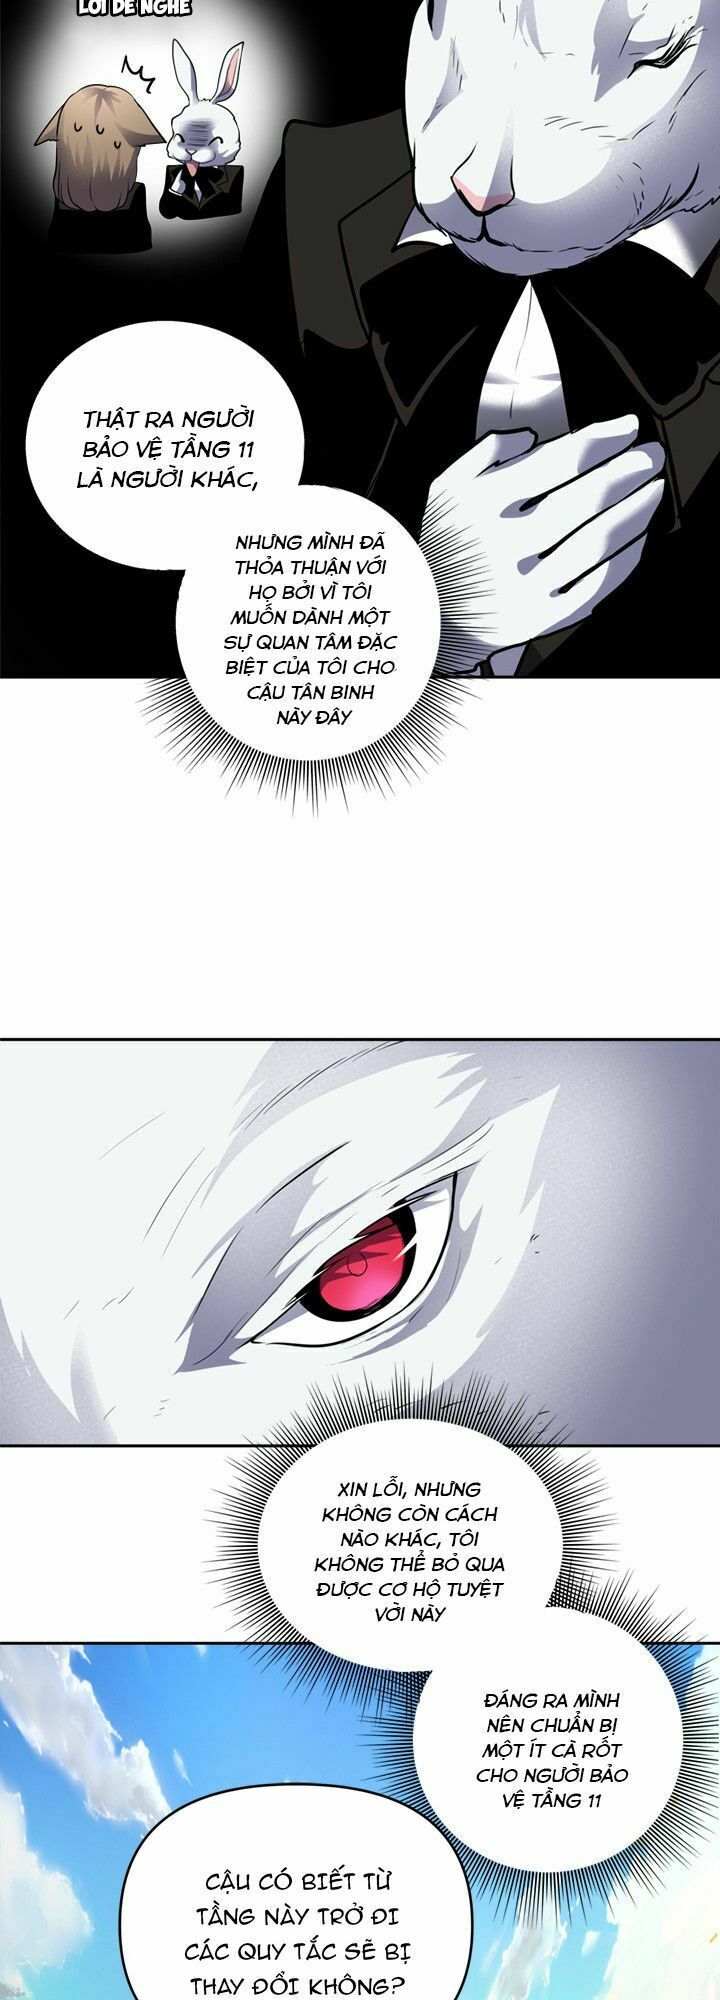 LỜI ĐỀ NGHỊ
THẬT RA NGƯỜI
BẢO VỆ TẦNG 11
LÀ NGƯỜI KHÁC,
NHƯNG MÌNH ĐÃ
THỎA THUẬN VỚI
HỌ BỞI VÌ TÔI
MUỐN DÀNH MỘT
SỰ QUAN TÂM ĐẶC
BIỆT CỦA TÔI CHO
CẬU TÂN BINH
NÀY ĐÂY
XIN LỖI, NHƯNG
KHÔNG CÒN CÁCH
NÀO KHÁC, TÔI
KHÔNG THỂ BỎ QUA
ĐƯỢC CƠ HỘ TUYỆT
VỜI NÀY
ĐÁNG RA MÌNH
NÊN CHUẨN BỊ
MỘT ÍT CÀ RỐT
CHO NGƯỜI BẢO
VỆ TẦNG 11
CẬU CÓ BIẾT TỪ
TẦNG NÀY TRỞ ĐI
CÁC QUY TẮC SẼ BỊ
THAY ĐỔI KHÔNG?